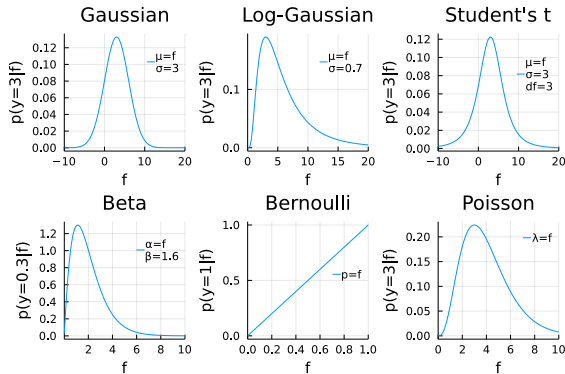 Gaussian
Log-Gaussian
Student's t
p(y=3|f)
0.12
0.10
0.08
0.06
0.04
0.02
0.00
μ=f
σ=3
-10
0
10
20
f
p(y=3|f)
0.1
0.0
μ=f
σ=0.7
0
5
10
15
20
f
p(y=3|f)
0.12
0.10
0.08
0.06
0.04
0.02
0.00
μ=f
σ=3
df=3
-10
0
10
20
f
Beta
Bernoulli
Poisson
p(y=0.3|f)
1.2
1.0
0.8
0.6
0.4
0.2
0.0
α=f
β=1.6
2
4
6
8
10
f
p(y=1|f)
1.0
0.5
0.0
p=f
0.0
0.2
0.4
0.6
0.8
1.0
f
p(y=3|f)
0.20
0.15
0.10
0.05
0.00
λ=f
0
2
4
6
8
10
f